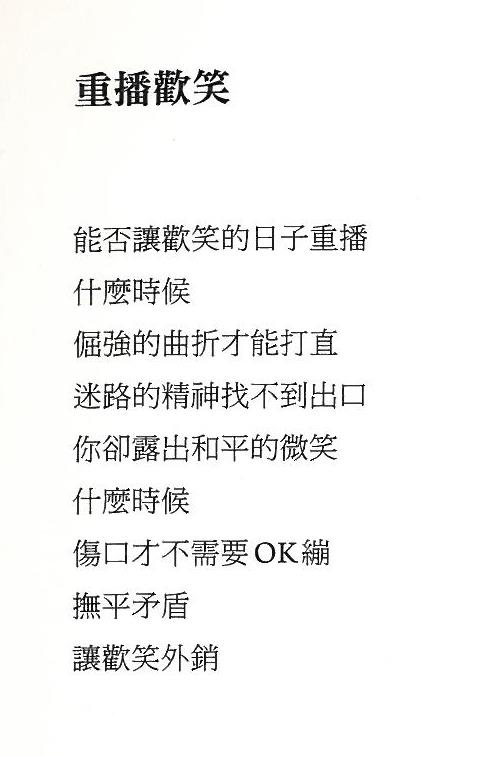 重播歡笑
能否讓歡笑的日子重播
什麼時候
倔強的曲折才能打直
迷路的精神找不到出口
你卻露出和平的微笑
什麼時候
傷口才不需要OK繃
撫平矛盾
讓歡笑外銷